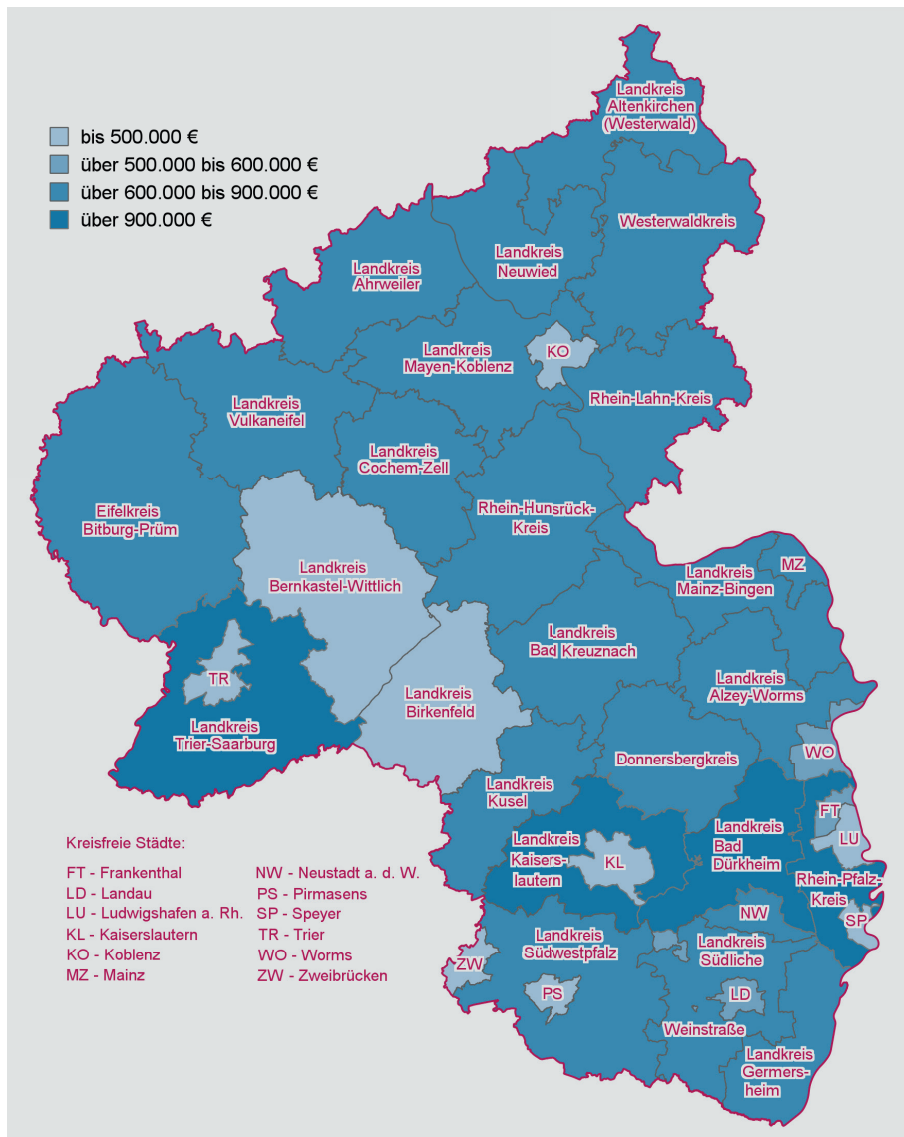 bis 500.000 €
über 500.000 bis 600.000 €
über 600.000 bis 900.000 €
über 900.000 €
Landkreis
Altenkirchen
(Westerwald)
Westerwaldkreis
Landkreis
Neuwied
Landkreis
Ahrweiler
Landkreis
Mayen-Koblenz
KO
Rhein-Lahn-Kreis
Landkreis
Vulkaneifel
Landkreis
Cochem-Zell
Eifelkreis
Bitburg-Prüm
Rhein-Hunsrück-
Kreis
Landkreis
Bernkastel-Wittlich
Landkreis
Mainz-Bingen
MZ
Landkreis
Bad Kreuznach
TR
Landkreis
Birkenfeld
Landkreis
Alzey-Worms
Landkreis
Trier-Saarburg
WO
Donnersbergkreis
Landkreis
Kusel
FT
LU
Landkreis
Kaisers-
lautern
KL
Landkreis
Bad
Dürkheim
Rhein-Pfalz-
Kreis
NW
SP
Landkreis
Südwestpfalz
Landkreis
Südliche
Weinstraße
ZW
PS
LD
Landkreis
Germers-
heim
Kreisfreie Städte:
FT - Frankenthal
LD - Landau
LU - Ludwigshafen a. Rh.
KL - Kaiserslautern
KO - Koblenz
MZ - Mainz
NW - Neustadt a. d. W.
PS - Pirmasens
SP - Speyer
TR - Trier
WO - Worms
ZW - Zweibrücken